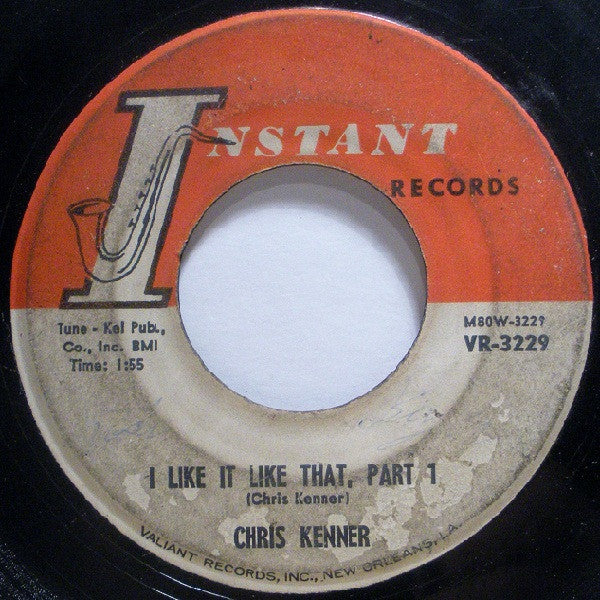 INSTANT
RECORDS
Tune - Kel Pub.,
Co., Inc. BMI
Time: 1:55
M80W-3229
VR-3229
I LIKE IT LIKE THAT, PART 1
(Chris Kenner)
CHRIS KENNER
VALIANT RECORDS, INC., NEW ORLEANS, LA.